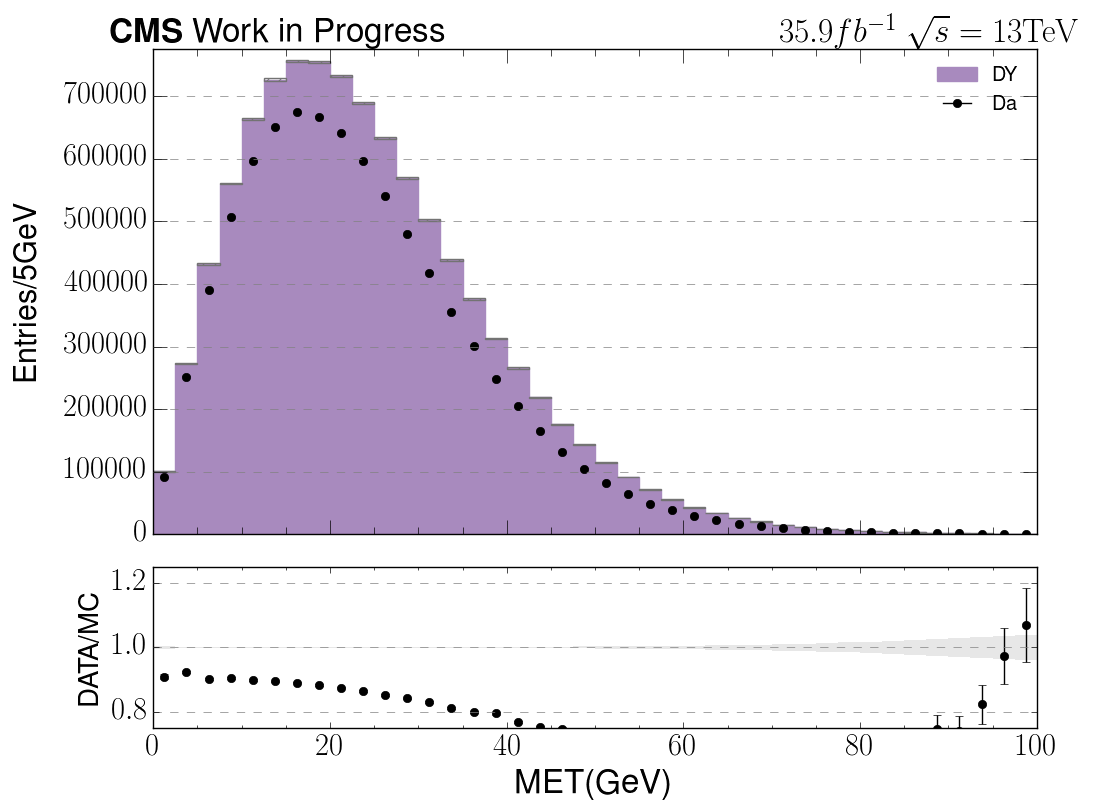 CMS Work in Progress
35.9fb⁻¹ √s = 13TeV
DY
Da
Entries/5GeV
700000
600000
500000
400000
300000
200000
100000
0
DATA/MC
1.2
1.0
0.8
0 20 40 60 80 100
MET(GeV)